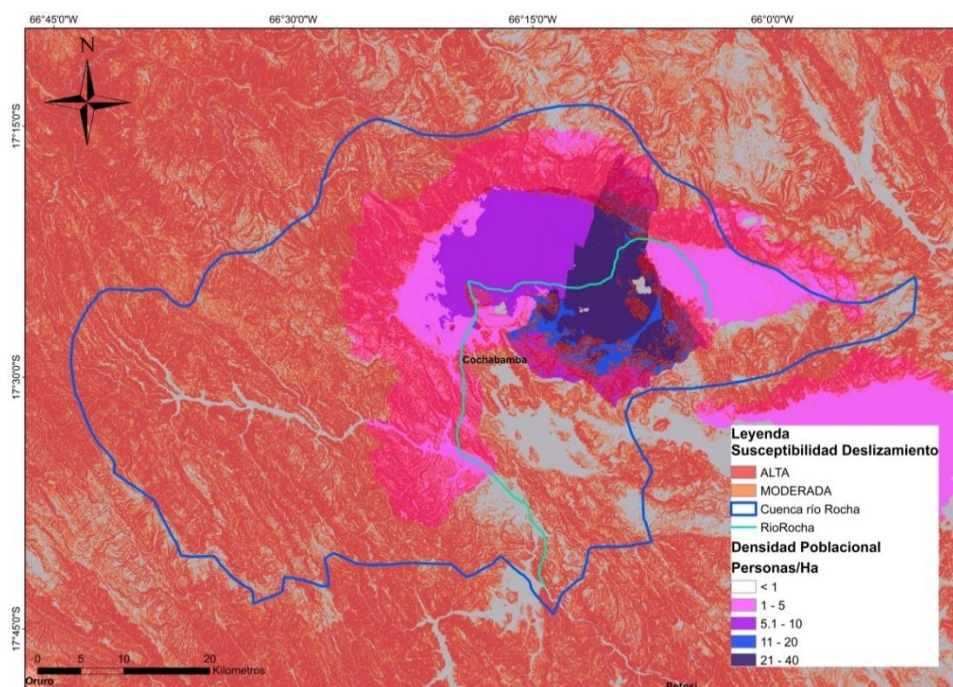 66°45'0"W 66°30'0"W 66°15'0"W 66°0'0"W
N
17°15'0"S
17°30'0"S
17°45'0"S
Cochabamba
Leyenda
Susceptibilidad Deslizamiento
ALTA
MODERADA
Cuenca río Rocha
RioRocha
Densidad Poblacional
Personas/Ha
< 1
1 - 5
5.1 - 10
11 - 20
21 - 40
0 5 10 20
Kilometros
Oruro
Potosí